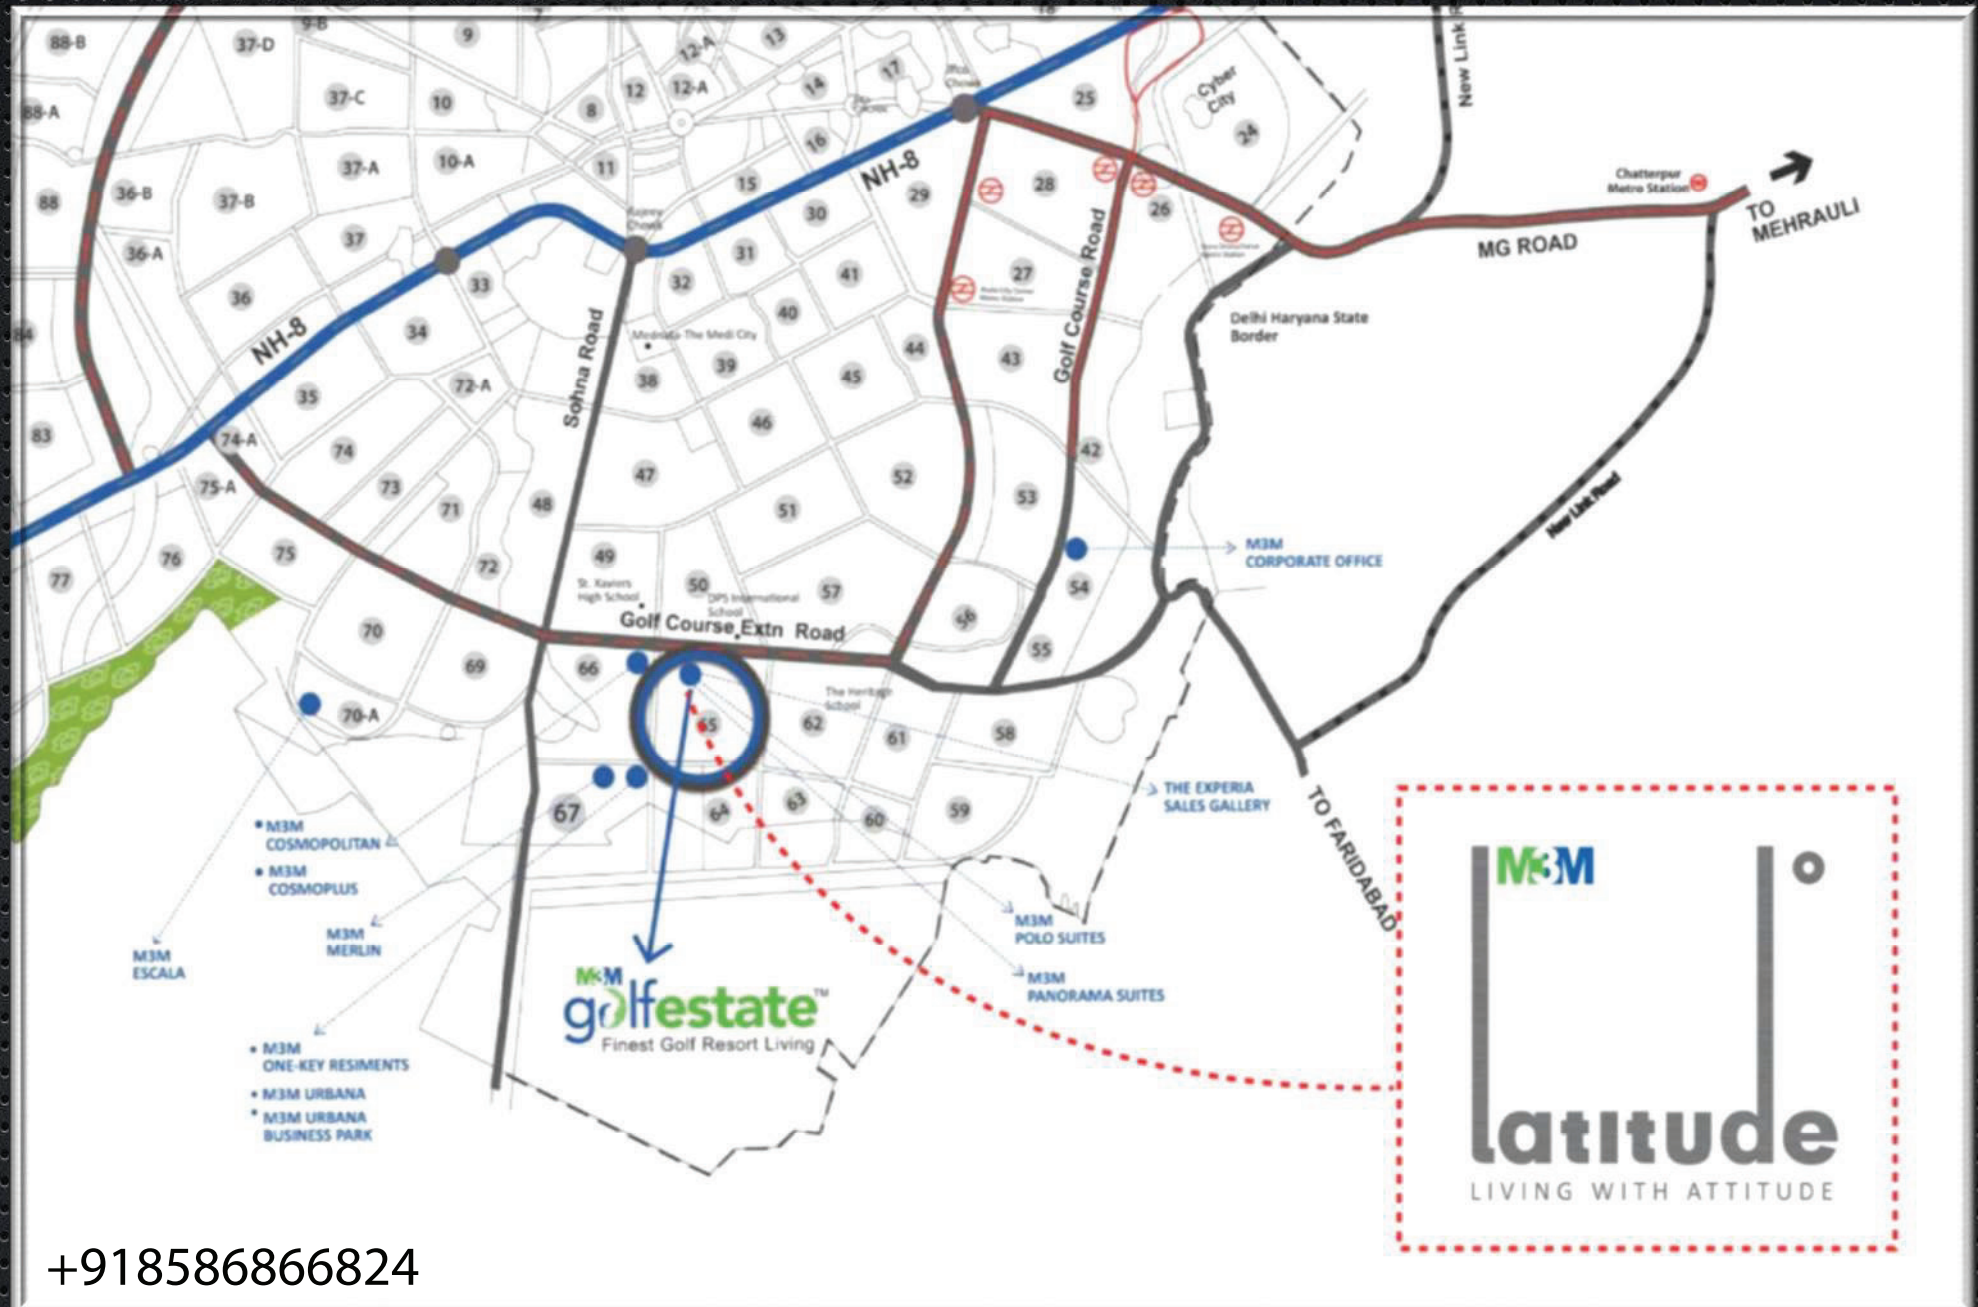 88-B
37-D
9-B
9
12-A
13
17
Cyber
City
New Link R
88-A
37-C
10
8
12
12-A
14
25
24
Chowk
NH-8
88
36-B
37-B
37-A
10-A
11
16
15
29
28
26
Chatterpur
Metro Station
TO
MEHRAULI
MG ROAD
36-A
37
36
33
34
Chowk
30
31
32
41
40
27
Golf Course Road
Delhi Haryana State
Border
84
NH-8
35
72-A
Sohna Road
Medanta-The Medi City
38
39
45
44
43
83
74-A
74
46
42
75-A
73
71
48
47
51
52
53
New Link Road
77
76
75
72
49
St. Xaviers
High School
50
DPS International
School
57
56
54
M3M
CORPORATE OFFICE
Golf Course Extn Road
70
69
66
55
70-A
65
The Heritage
School
62
61
58
67
64
63
60
59
THE EXPERIA
SALES GALLERY
TO FARIDABAD
M3M
COSMOPOLITAN
M3M
COSMOPLUS
M3M
MERLIN
M3M
ESCALA
M3M
POLO SUITES
M3M
PANORAMA SUITES
M3M
golfestate™
Finest Golf Resort Living
M3M
ONE-KEY RESIMENTS
M3M URBANA
M3M URBANA
BUSINESS PARK
M3M
latitude
LIVING WITH ATTITUDE
+918586866824